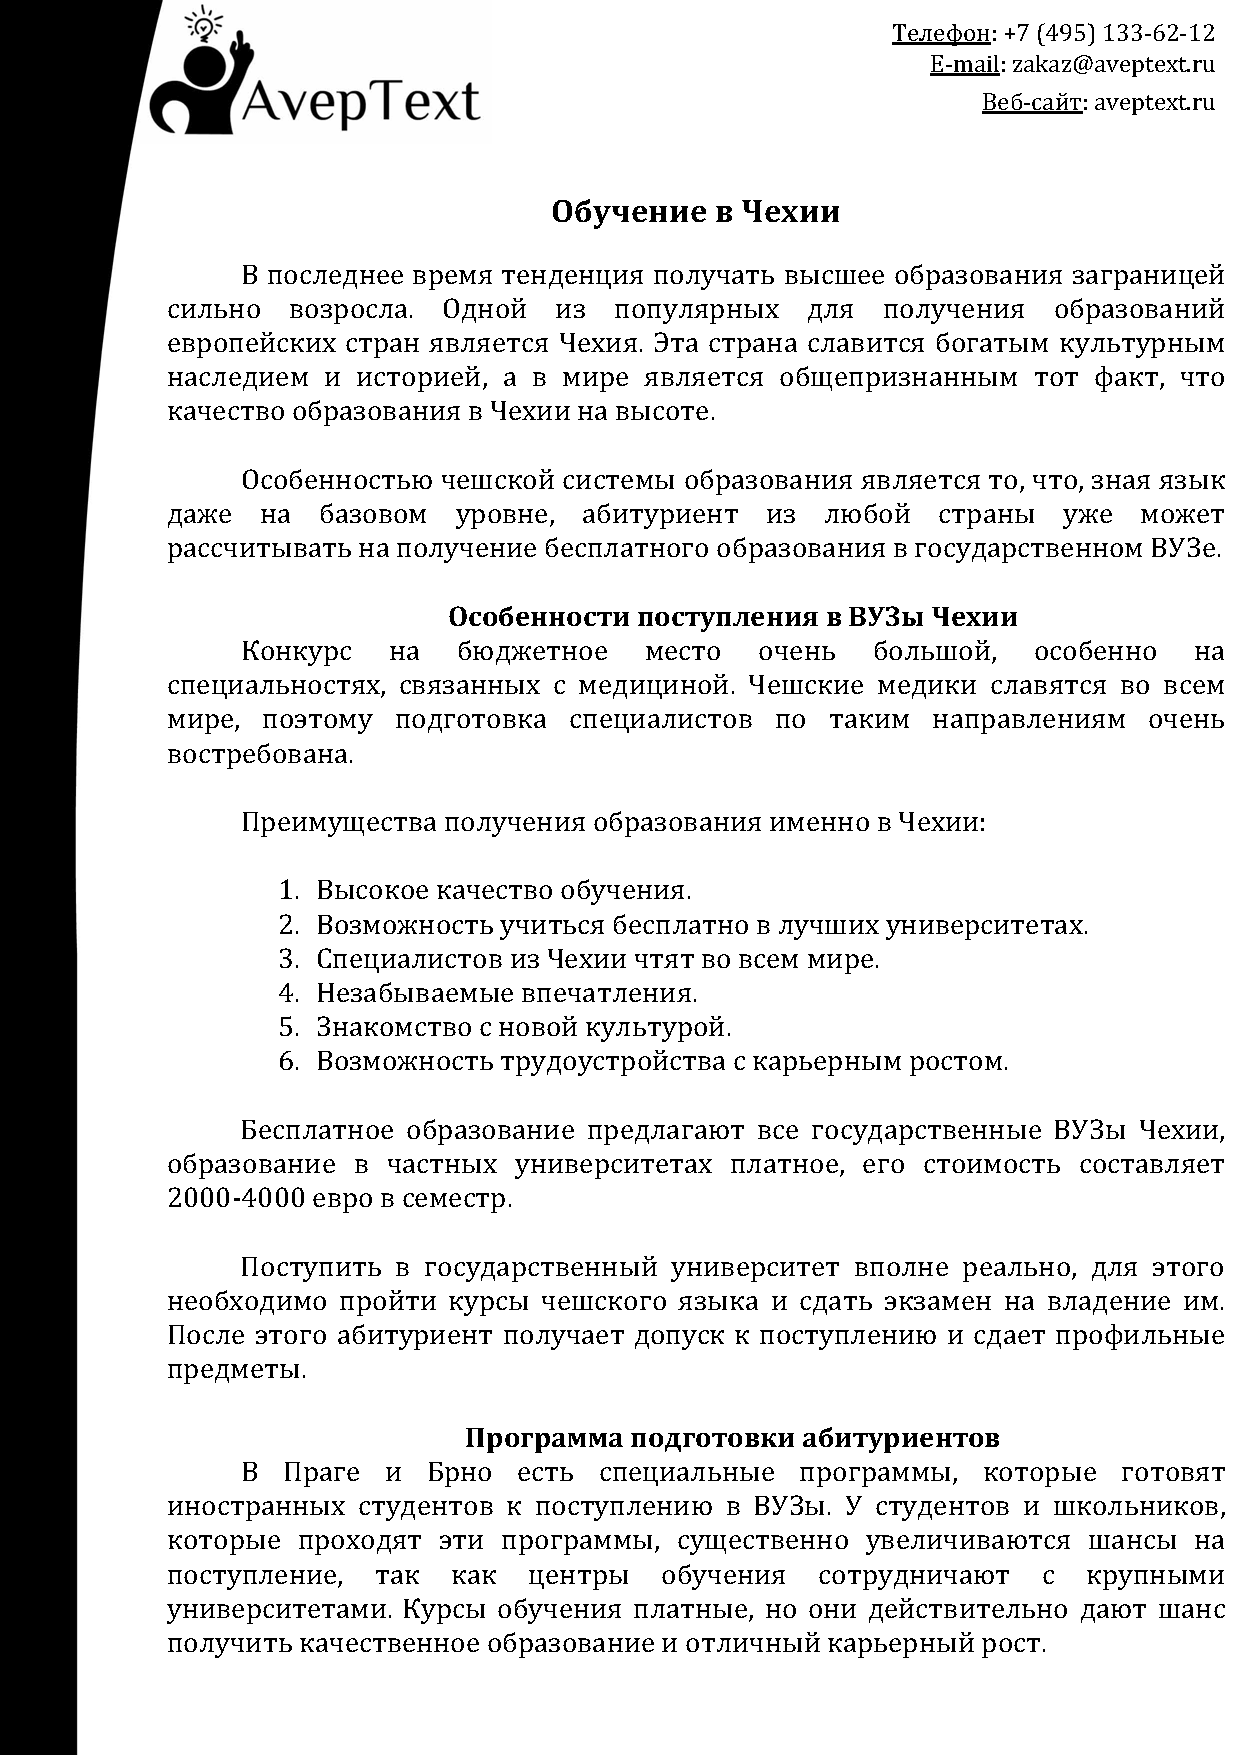 AvepText
Телефон: +7 (495) 133-62-12
E-mail: zakaz@aveptext.ru
Веб-сайт: aveptext.ru
Обучение в Чехии
В последнее время тенденция получать высшее образования заграницей
сильно возросла. Одной из популярных для получения образований
европейских стран является Чехия. Эта страна славится богатым культурным
наследием и историей, а в мире является общепризнанным тот факт, что
качество образования в Чехии на высоте.
Особенностью чешской системы образования является то, что, зная язык
даже на базовом уровне, абитуриент из любой страны уже может
рассчитывать на получение бесплатного образования в государственном ВУЗе.
Особенности поступления в ВУЗы Чехии
Конкурс на бюджетное место очень большой, особенно на
специальностях, связанных с медициной. Чешские медики славятся во всем
мире, поэтому подготовка специалистов по таким направлениям очень
востребована.
Преимущества получения образования именно в Чехии:
1. Высокое качество обучения.
2. Возможность учиться бесплатно в лучших университетах.
3. Специалистов из Чехии чтят во всем мире.
4. Незабываемые впечатления.
5. Знакомство с новой культурой.
6. Возможность трудоустройства с карьерным ростом.
Бесплатное образование предлагают все государственные ВУЗы Чехии,
образование в частных университетах платное, его стоимость составляет
2000-4000 евро в семестр.
Поступить в государственный университет вполне реально, для этого
необходимо пройти курсы чешского языка и сдать экзамен на владение им.
После этого абитуриент получает допуск к поступлению и сдает профильные
предметы.
Программа подготовки абитуриентов
В Праге и Брно есть специальные программы, которые готовят
иностранных студентов к поступлению в ВУЗы. У студентов и школьников,
которые проходят эти программы, существенно увеличиваются шансы на
поступление, так как центры обучения сотрудничают с крупными
университетами. Курсы обучения платные, но они действительно дают шанс
получить качественное образование и отличный карьерный рост.